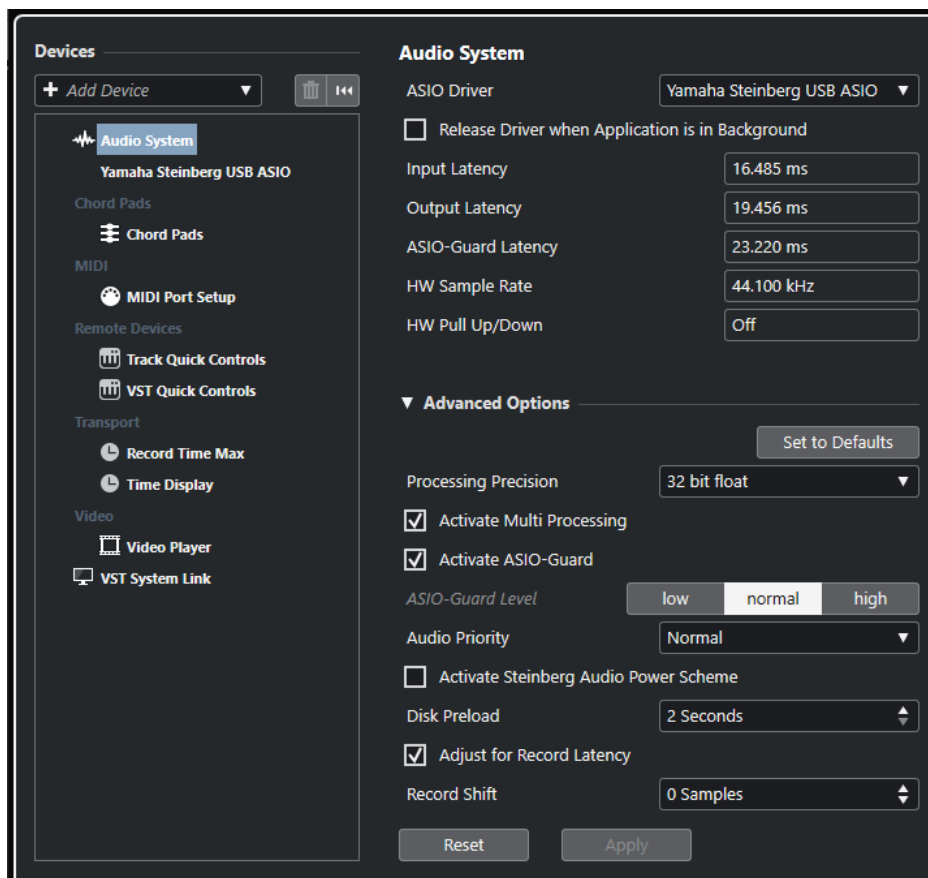 Devices
Add Device
Audio System
Yamaha Steinberg USB ASIO
Chord Pads
Chord Pads
MIDI
MIDI Port Setup
Remote Devices
Track Quick Controls
VST Quick Controls
Transport
Record Time Max
Time Display
Video
Video Player
VST System Link
Audio System
ASIO Driver Yamaha Steinberg USB ASIO
Release Driver when Application is in Background
Input Latency 16.485 ms
Output Latency 19.456 ms
ASIO-Guard Latency 23.220 ms
HW Sample Rate 44.100 kHz
HW Pull Up/Down Off
Advanced Options
Set to Defaults
Processing Precision 32 bit float
Activate Multi Processing
Activate ASIO-Guard
ASIO-Guard Level low normal high
Audio Priority Normal
Activate Steinberg Audio Power Scheme
Disk Preload 2 Seconds
Adjust for Record Latency
Record Shift 0 Samples
Reset Apply